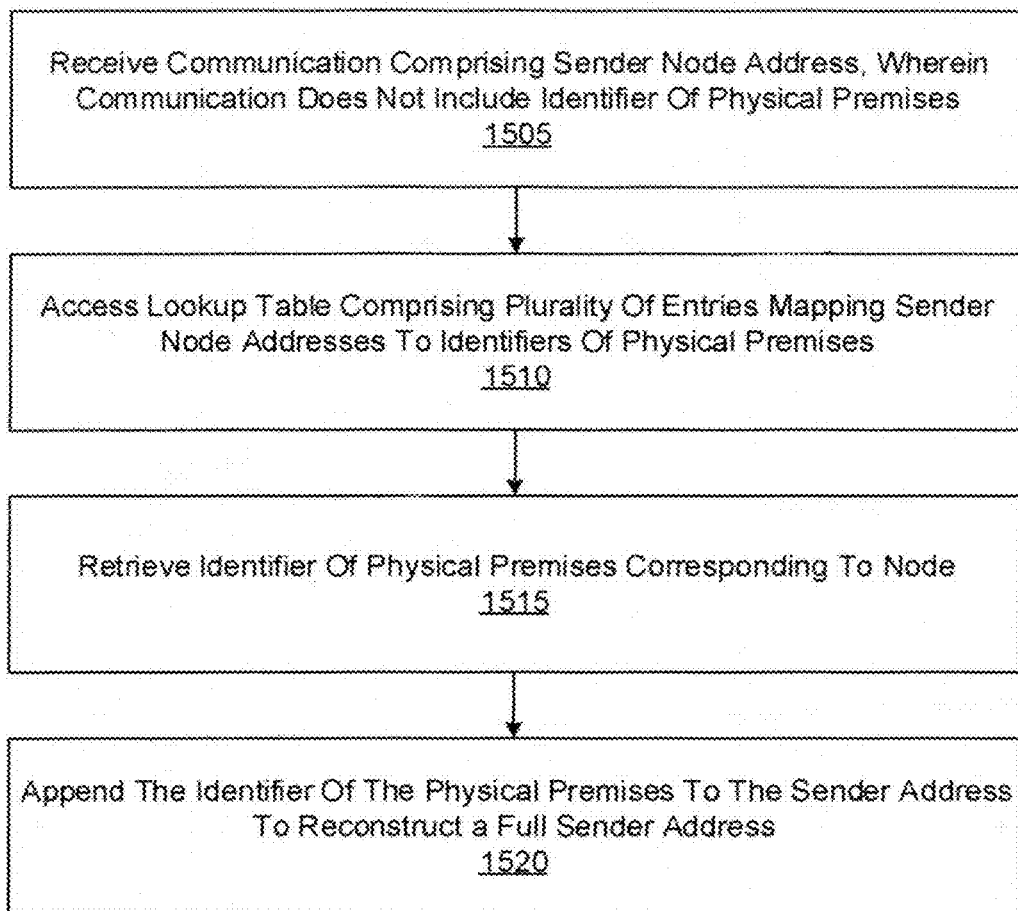 Receive Communication Comprising Sender Node Address, Wherein
Communication Does Not Include Identifier Of Physical Premises
1505
Access Lookup Table Comprising Plurality Of Entries Mapping Sender
Node Addresses To Identifiers Of Physical Premises
1510
Retrieve Identifier Of Physical Premises Corresponding To Node
1515
Append The Identifier Of The Physical Premises To The Sender Address
To Reconstruct a Full Sender Address
1520